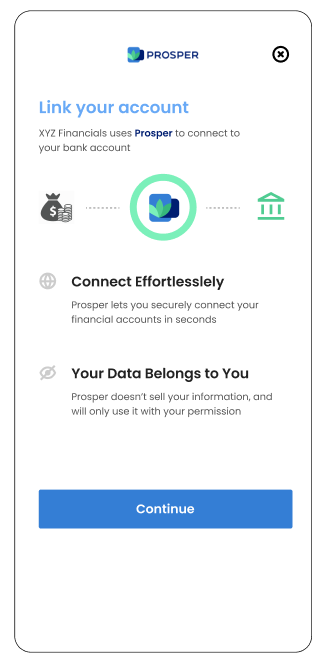 PROSPER
Link your account
XYZ Financials uses Prosper to connect to
your bank account
$
Connect Effortlesslely
Prosper lets you securely connect your
financial accounts in seconds
Your Data Belongs to You
Prosper doesn't sell your information, and
will only use it with your permission
Continue